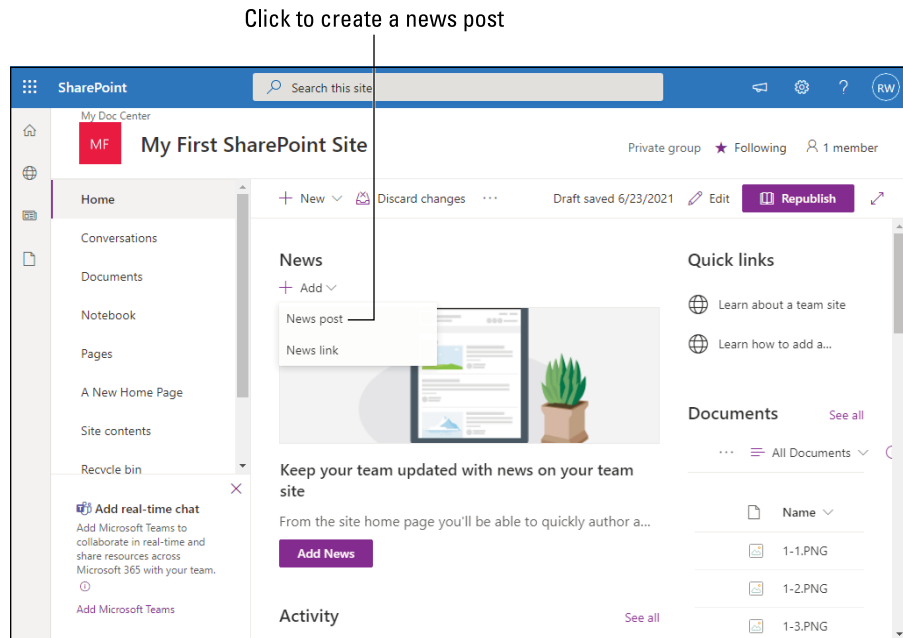 Click to create a news post
SharePoint
Search this site
RW
My Doc Center
MF
My First SharePoint Site
Private group
Following
1 member
Home
Conversations
Documents
Notebook
Pages
A New Home Page
Site contents
Recycle bin
New
Discard changes
Draft saved 6/23/2021
Edit
Republish
News
Add
News post
News link
Keep your team updated with news on your team
site
From the site home page you'll be able to quickly author a...
Add News
Activity
See all
Quick links
Learn about a team site
Learn how to add a...
Documents
See all
All Documents
Name
1-1.PNG
1-2.PNG
1-3.PNG
Add real-time chat
Add Microsoft Teams to
collaborate in real-time and
share resources across
Microsoft 365 with your team.
Add Microsoft Teams